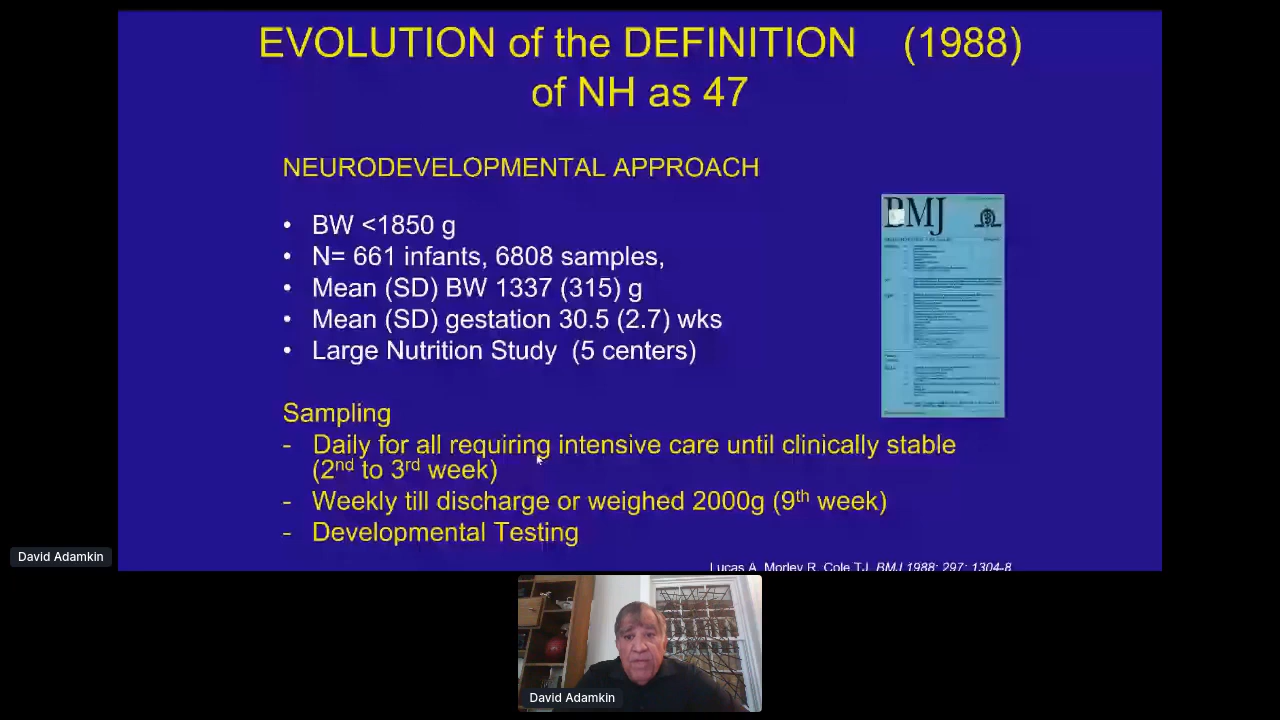 EVOLUTION of the DEFINITION (1988)
of NH as 47
NEURODEVELOPMENTAL APPROACH
• BW <1850 g
• N= 661 infants, 6808 samples,
• Mean (SD) BW 1337 (315) g
• Mean (SD) gestation 30.5 (2.7) wks
• Large Nutrition Study (5 centers)
BMJ
Sampling
- Daily for all requiring intensive care until clinically stable
(2nd to 3rd week)
- Weekly till discharge or weighed 2000g (9th week)
- Developmental Testing
Lucas A, Morley R, Cole TJ. BMJ 1988; 297: 1304-8
David Adamkin
David Adamkin